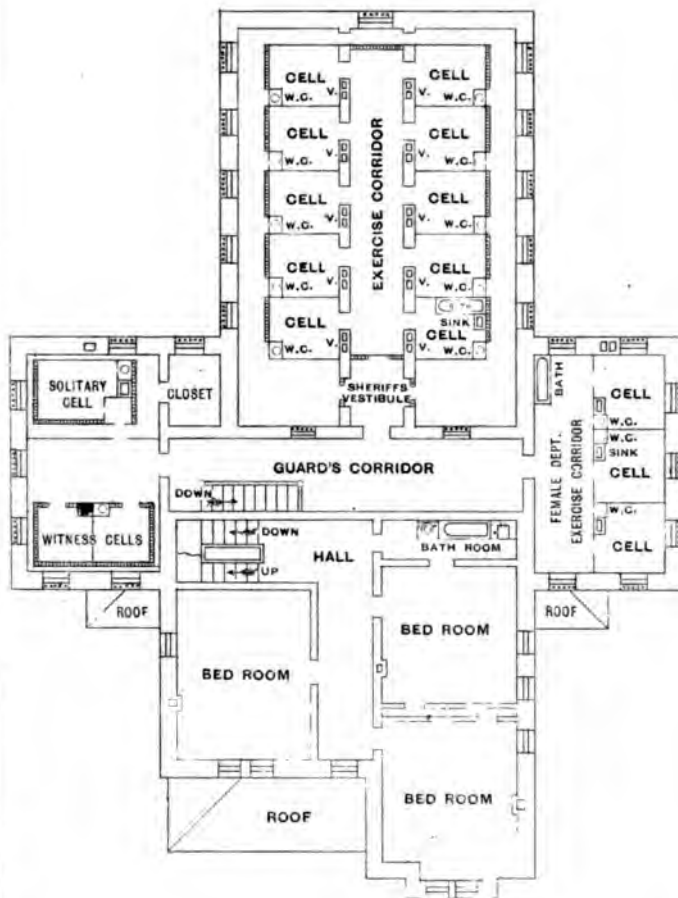 CELL
W.C.
V.
EXERCISE CORRIDOR
CELL
V.
W.C.
CELL
W.C.
V.
CELL
V.
W.C.
CELL
W.C.
V.
CELL
V.
W.C.
CELL
W.C.
V.
CELL
V.
W.C.
CELL
W.C.
V.
BATH
SINK
V.
CELL
W.C.
SHERIFFS
VESTIBULE
SOLITARY
CELL
CLOSET
BATH
CELL
W.C.
W.C.
SINK
CELL
W.C.
CELL
FEMALE DEPT.
EXERCISE CORRIDOR
GUARD'S CORRIDOR
DOWN
WITNESS CELLS
DOWN
UP
HALL
BATH ROOM
ROOF
ROOF
BED ROOM
BED ROOM
BED ROOM
ROOF